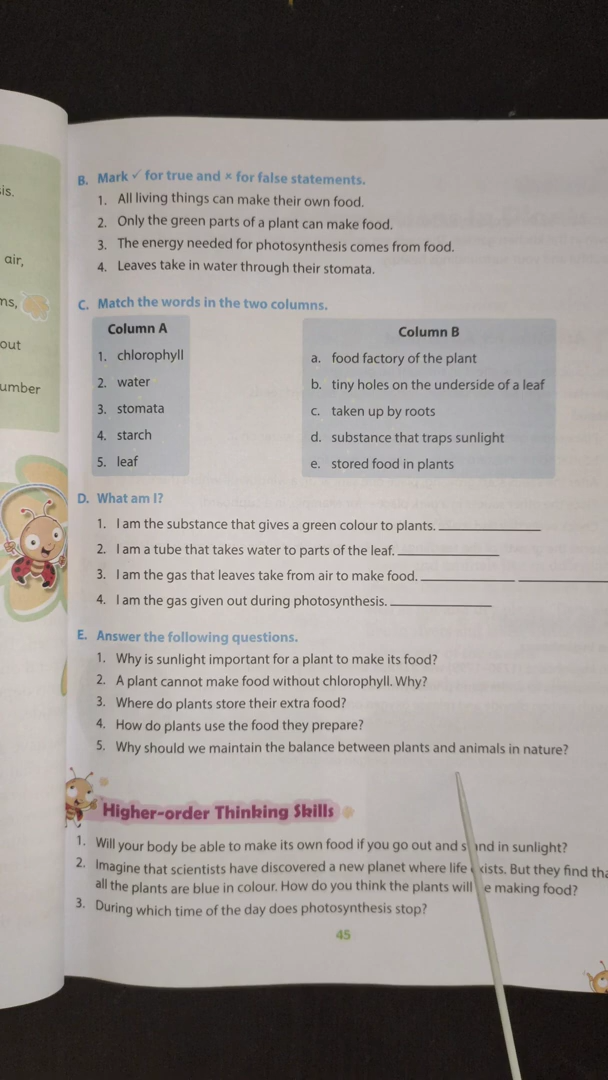 is.
air,
ns,
out
umber
B. Mark ✓ for true and × for false statements.
1. All living things can make their own food.
2. Only the green parts of a plant can make food.
3. The energy needed for photosynthesis comes from food.
4. Leaves take in water through their stomata.
C. Match the words in the two columns.
Column A
1. chlorophyll
2. water
3. stomata
4. starch
5. leaf
Column B
a. food factory of the plant
b. tiny holes on the underside of a leaf
c. taken up by roots
d. substance that traps sunlight
e. stored food in plants
D. What am I?
1. I am the substance that gives a green colour to plants.
2. I am a tube that takes water to parts of the leaf.
3. I am the gas that leaves take from air to make food.
4. I am the gas given out during photosynthesis.
E. Answer the following questions.
1. Why is sunlight important for a plant to make its food?
2. A plant cannot make food without chlorophyll. Why?
3. Where do plants store their extra food?
4. How do plants use the food they prepare?
5. Why should we maintain the balance between plants and animals in nature?
Higher-order Thinking Skills
1. Will your body be able to make its own food if you go out and stand in sunlight?
2. Imagine that scientists have discovered a new planet where life exists. But they find tha
all the plants are blue in colour. How do you think the plants will be making food?
3. During which time of the day does photosynthesis stop?
45